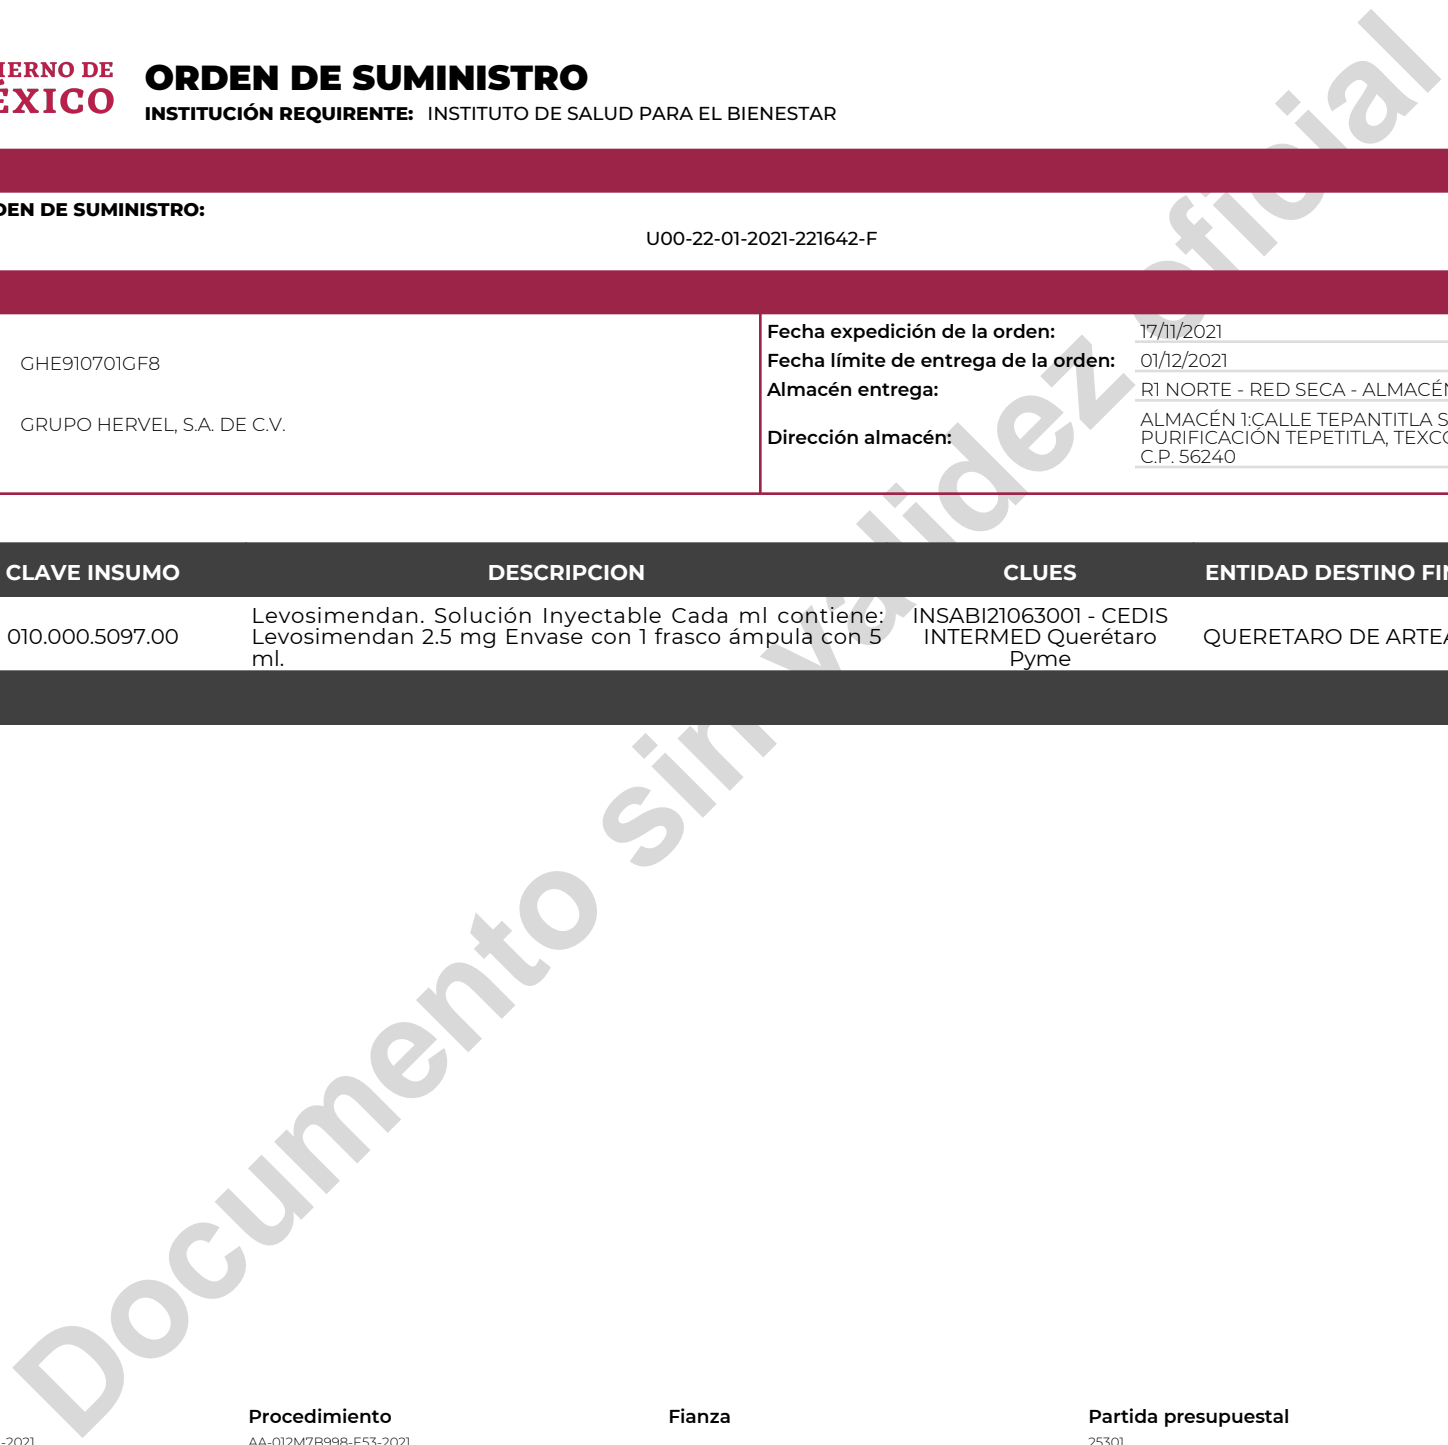 IERNO DE
ÉXICO
ORDEN DE SUMINISTRO
INSTITUCIÓN REQUIRENTE: INSTITUTO DE SALUD PARA EL BIENESTAR
DEN DE SUMINISTRO:
U00-22-01-2021-221642-F
GHE910701GF8
GRUPO HERVEL, S.A. DE C.V.
Fecha expedición de la orden: 17/11/2021
Fecha límite de entrega de la orden: 01/12/2021
Almacén entrega: R1 NORTE - RED SECA - ALMACÉN
Dirección almacén: ALMACÉN 1:CALLE TEPANTITLA S
PURIFICACIÓN TEPETITLA, TEXCO
C.P. 56240
CLAVE INSUMO DESCRIPCION CLUES ENTIDAD DESTINO FIN
010.000.5097.00
Levosimendan. Solución Inyectable Cada ml contiene:
Levosimendan 2.5 mg Envase con 1 frasco ámpula con 5
ml.
INSABI21063001 - CEDIS
INTERMED Querétaro
Pyme
QUERETARO DE ARTEA
Documento sin validez oficial
Procedimiento Fianza Partida presupuestal
-2021 AA-012M7B998-E53-2021 25301